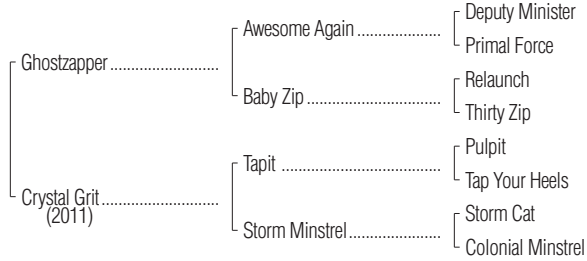 Deputy Minister
Awesome Again ....................
Primal Force
Ghostzapper ..........................
Relaunch
Baby Zip ................................
Thirty Zip
Pulpit
Tapit .....................................
Tap Your Heels
Crystal Grit ............................
(2011)
Storm Cat
Storm Minstrel ......................
Colonial Minstrel